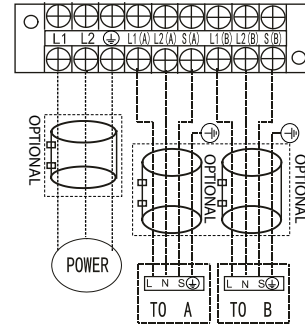 L1 L2 L1(A) L2(A) S(A) L1(B) L2(B) S(B)
OPTIONAL
OPTIONAL
OPTIONAL
POWER
L N S
TO A
L N S
TO B